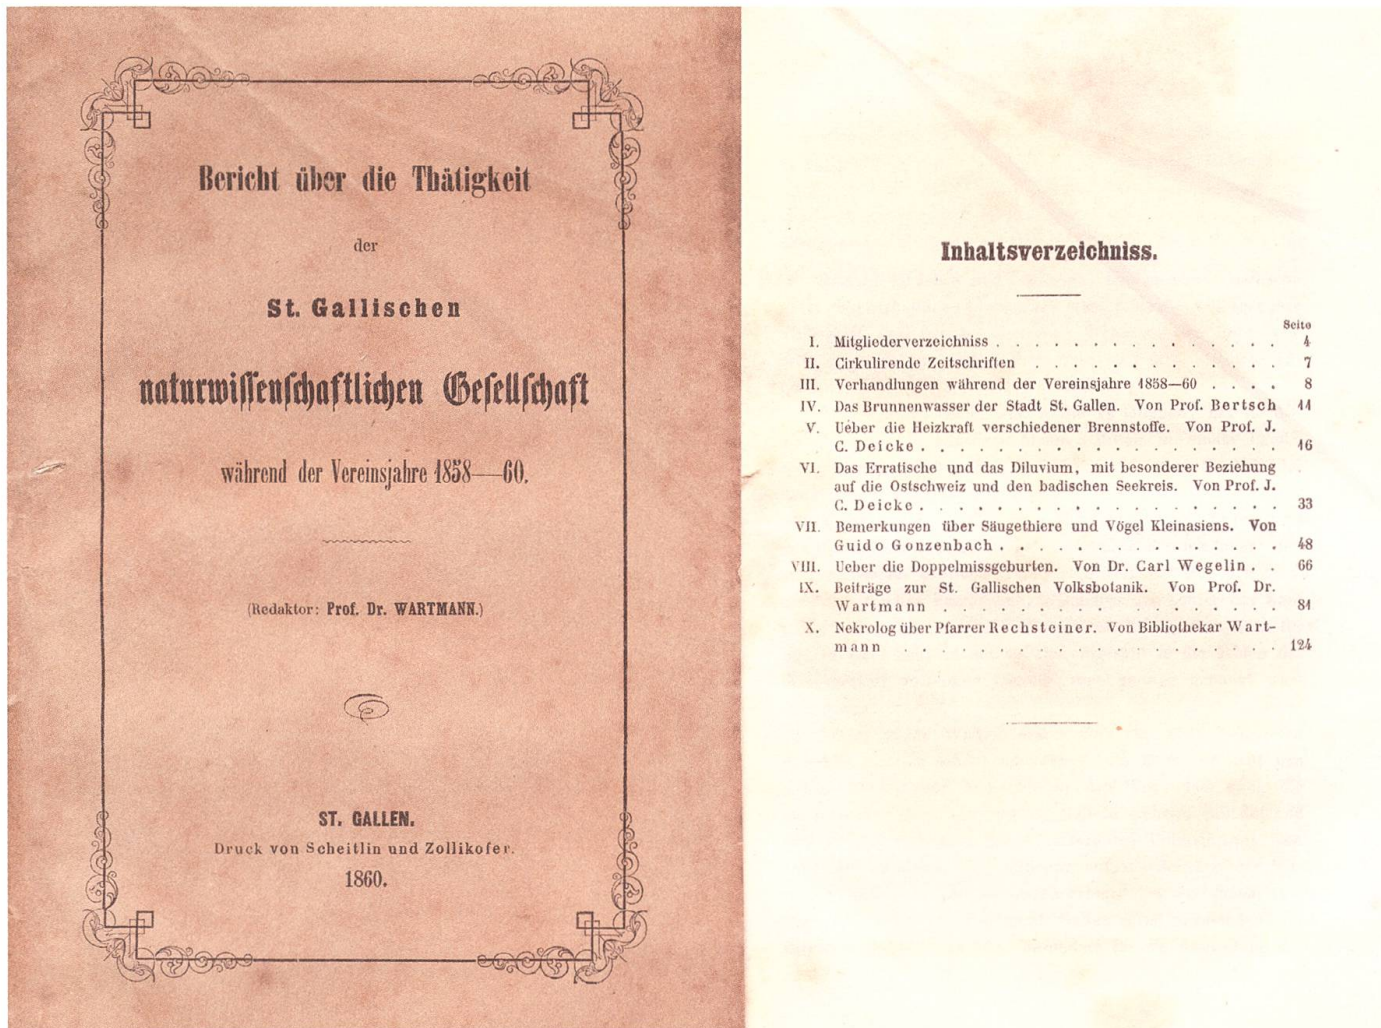 Bericht über die Thätigkeit
der
St. Gallischen
naturwissenschaftlichen Gesellschaft
während der Vereinsjahre 1858—60.
(Redaktor: Prof. Dr. WARTMANN.)
ST. GALLEN.
Druck von Scheitlin und Zollikofer.
1860.
Inhaltsverzeichniss.
Seite
I. Mitgliederverzeichniss . . . . . . . . . . . . . . . 4
II. Cirkulirende Zeitschriften . . . . . . . . . . . . . 7
III. Verhandlungen während der Vereinsjahre 1858—60 . . . . 8
IV. Das Brunnenwasser der Stadt St. Gallen. Von Prof. Bertsch 11
V. Ueber die Heizkraft verschiedener Brennstoffe. Von Prof. J.
C. Deicke . . . . . . . . . . . . . . . . . . . 16
VI. Das Erratische und das Diluvium, mit besonderer Beziehung
auf die Ostschweiz und den badischen Seekreis. Von Prof. J.
C. Deicke . . . . . . . . . . . . . . . . . . . 33
VII. Bemerkungen über Säugethiere und Vögel Kleinasiens. Von
Guido Gonzenbach . . . . . . . . . . . . . . . 48
VIII. Ueber die Doppelmissgeburten. Von Dr. Carl Wegelin . . 66
IX. Beiträge zur St. Gallischen Volksbotanik. Von Prof. Dr.
Wartmann . . . . . . . . . . . . . . . . . . 81
X. Nekrolog über Pfarrer Rechsteiner. Von Bibliothekar Wart-
mann . . . . . . . . . . . . . . . . . . . . 124